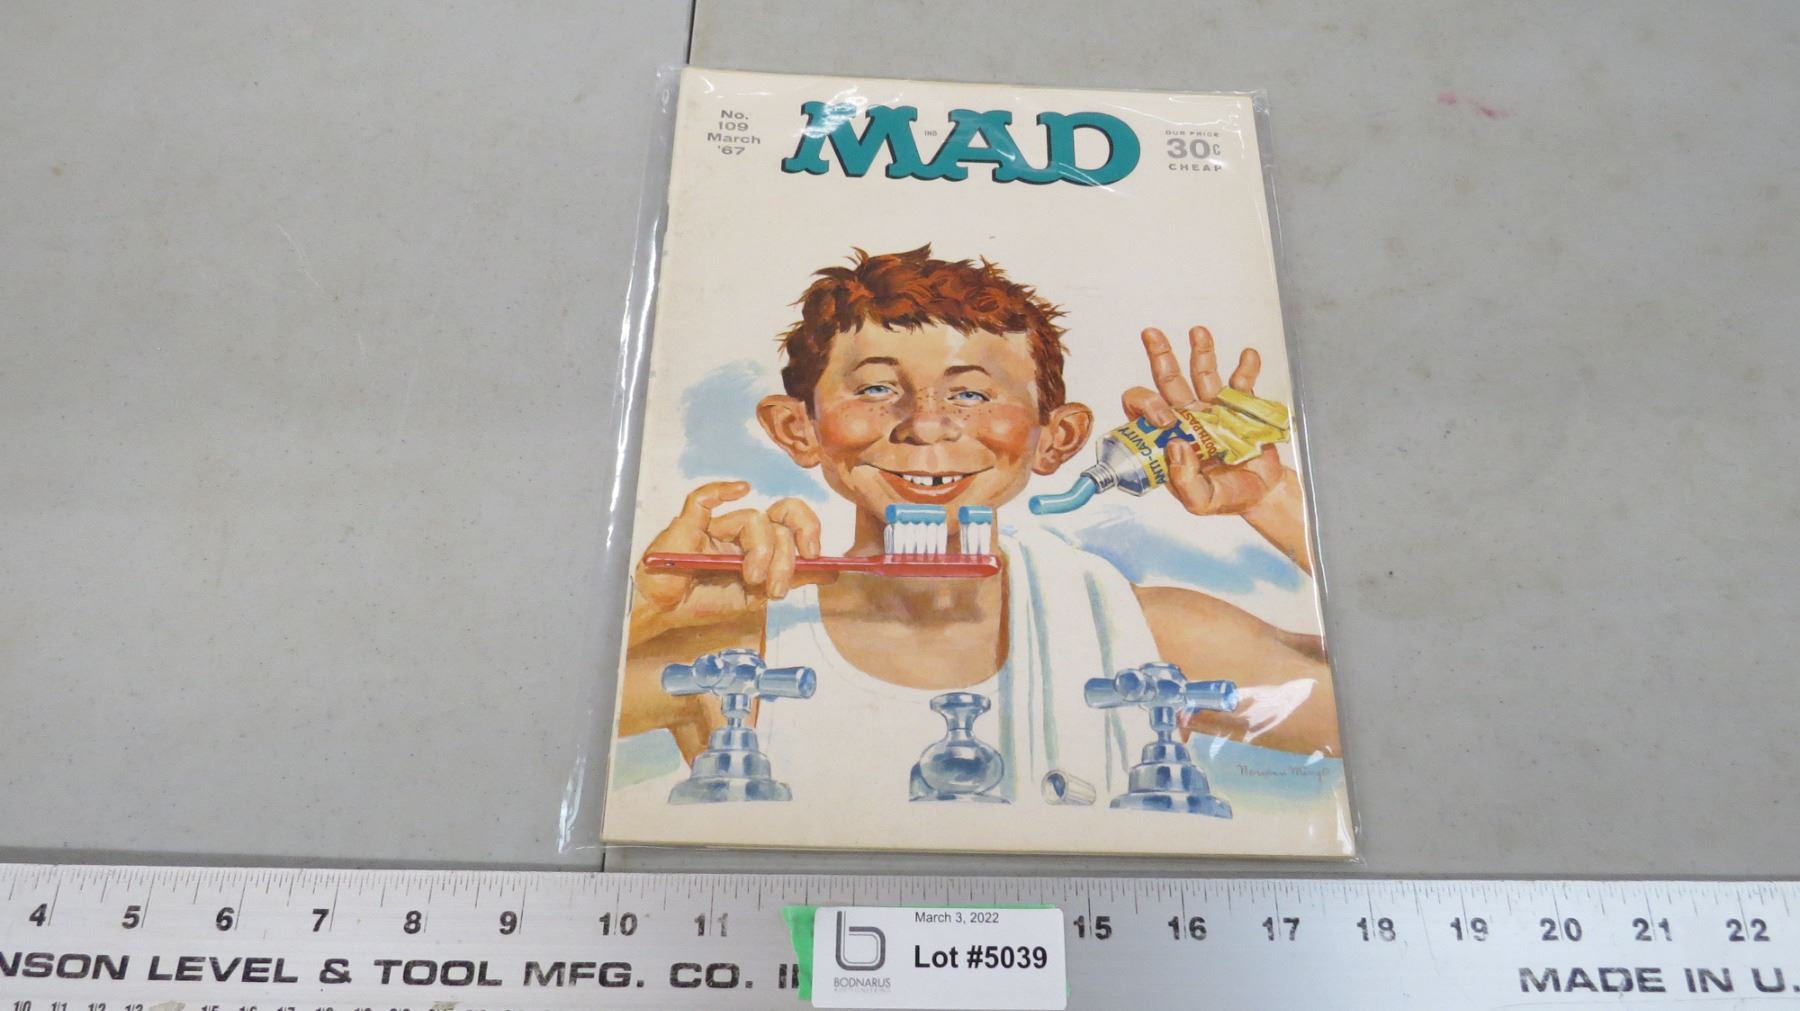 No.
109
March
'67
MAD
IND
OUR PRICE
30¢
CHEAP
ANTI-CAVITY
TOOTHPASTE
Norman Mingo
4 5 6 7 8 9 10 11 15 16 17 18 19 20 21 22
NSON LEVEL & TOOL MFG. CO.
MADE IN U.
March 3, 2022
Lot #5039
b
BODNARUS